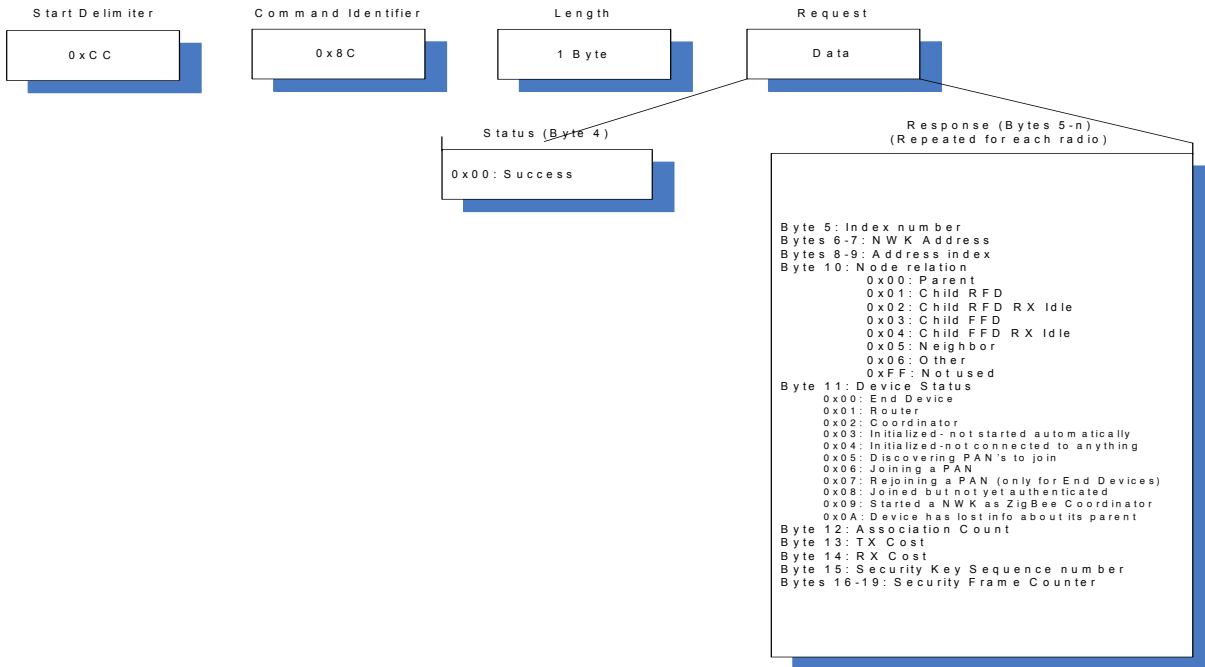 Start Delimiter
Command Identifier
Length
Request
0xCC
0x8C
1 Byte
Data
Status (Byte 4)
0x00: Success
Response (Bytes 5-n)
(Repeated for each radio)
Byte 5: Index number
Bytes 6-7: NWK Address
Bytes 8-9: Address index
Byte 10: Node relation
0x00: Parent
0x01: Child RFD
0x02: Child RFD RX Idle
0x03: Child FFD
0x04: Child FFD RX Idle
0x05: Neighbor
0x06: Other
0xFF: Not used
Byte 11: Device Status
0x00: End Device
0x01: Router
0x02: Coordinator
0x03: Initialized - not started automatically
0x04: Initialized-not connected to anything
0x05: Discovering PAN's to join
0x06: Joining a PAN
0x07: Rejoining a PAN (only for End Devices)
0x08: Joined but not yet authenticated
0x09: Started a NWK as ZigBee Coordinator
0x0A: Device has lost info about its parent
Byte 12: Association Count
Byte 13: TX Cost
Byte 14: RX Cost
Byte 15: Security Key Sequence number
Bytes 16-19: Security Frame Counter